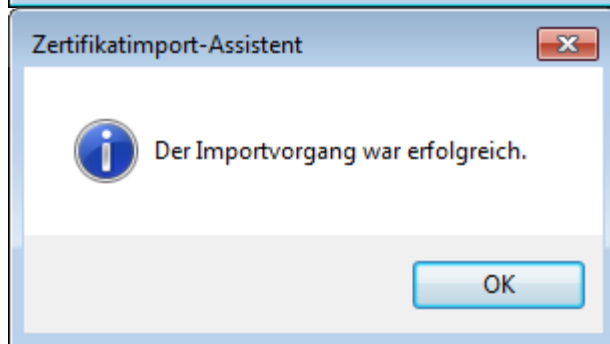 Zertifikatimport-Assistent
Der Importvorgang war erfolgreich.
OK